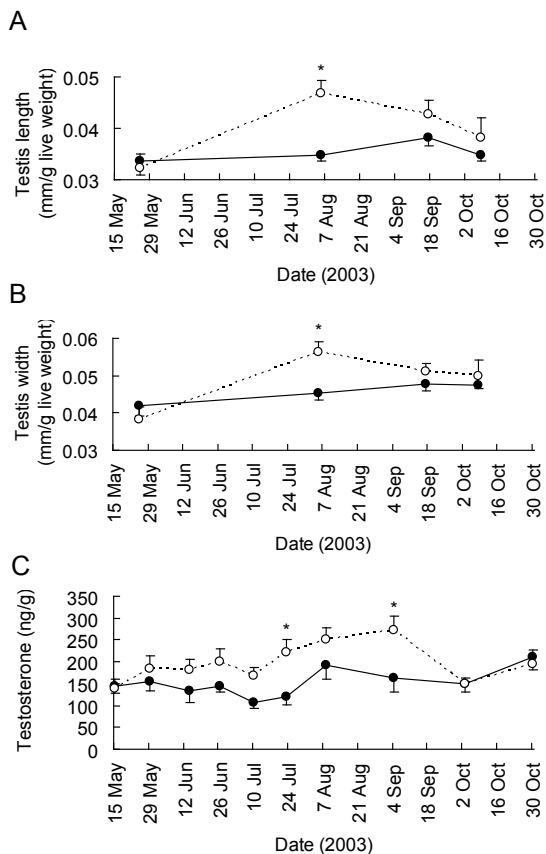 A
*
0.05
0.04
0.03
Testis length
(mm/g live weight)
15 May
29 May
12 Jun
26 Jun
10 Jul
24 Jul
7 Aug
21 Aug
4 Sep
18 Sep
2 Oct
16 Oct
30 Oct
Date (2003)
B
*
0.06
0.05
0.04
0.03
Testis width
(mm/g live weight)
15 May
29 May
12 Jun
26 Jun
10 Jul
24 Jul
7 Aug
21 Aug
4 Sep
18 Sep
2 Oct
16 Oct
30 Oct
Date (2003)
C
* *
350
300
250
200
150
100
50
0
Testosterone (ng/g)
15 May
29 May
12 Jun
26 Jun
10 Jul
24 Jul
7 Aug
21 Aug
4 Sep
18 Sep
2 Oct
16 Oct
30 Oct
Date (2003)